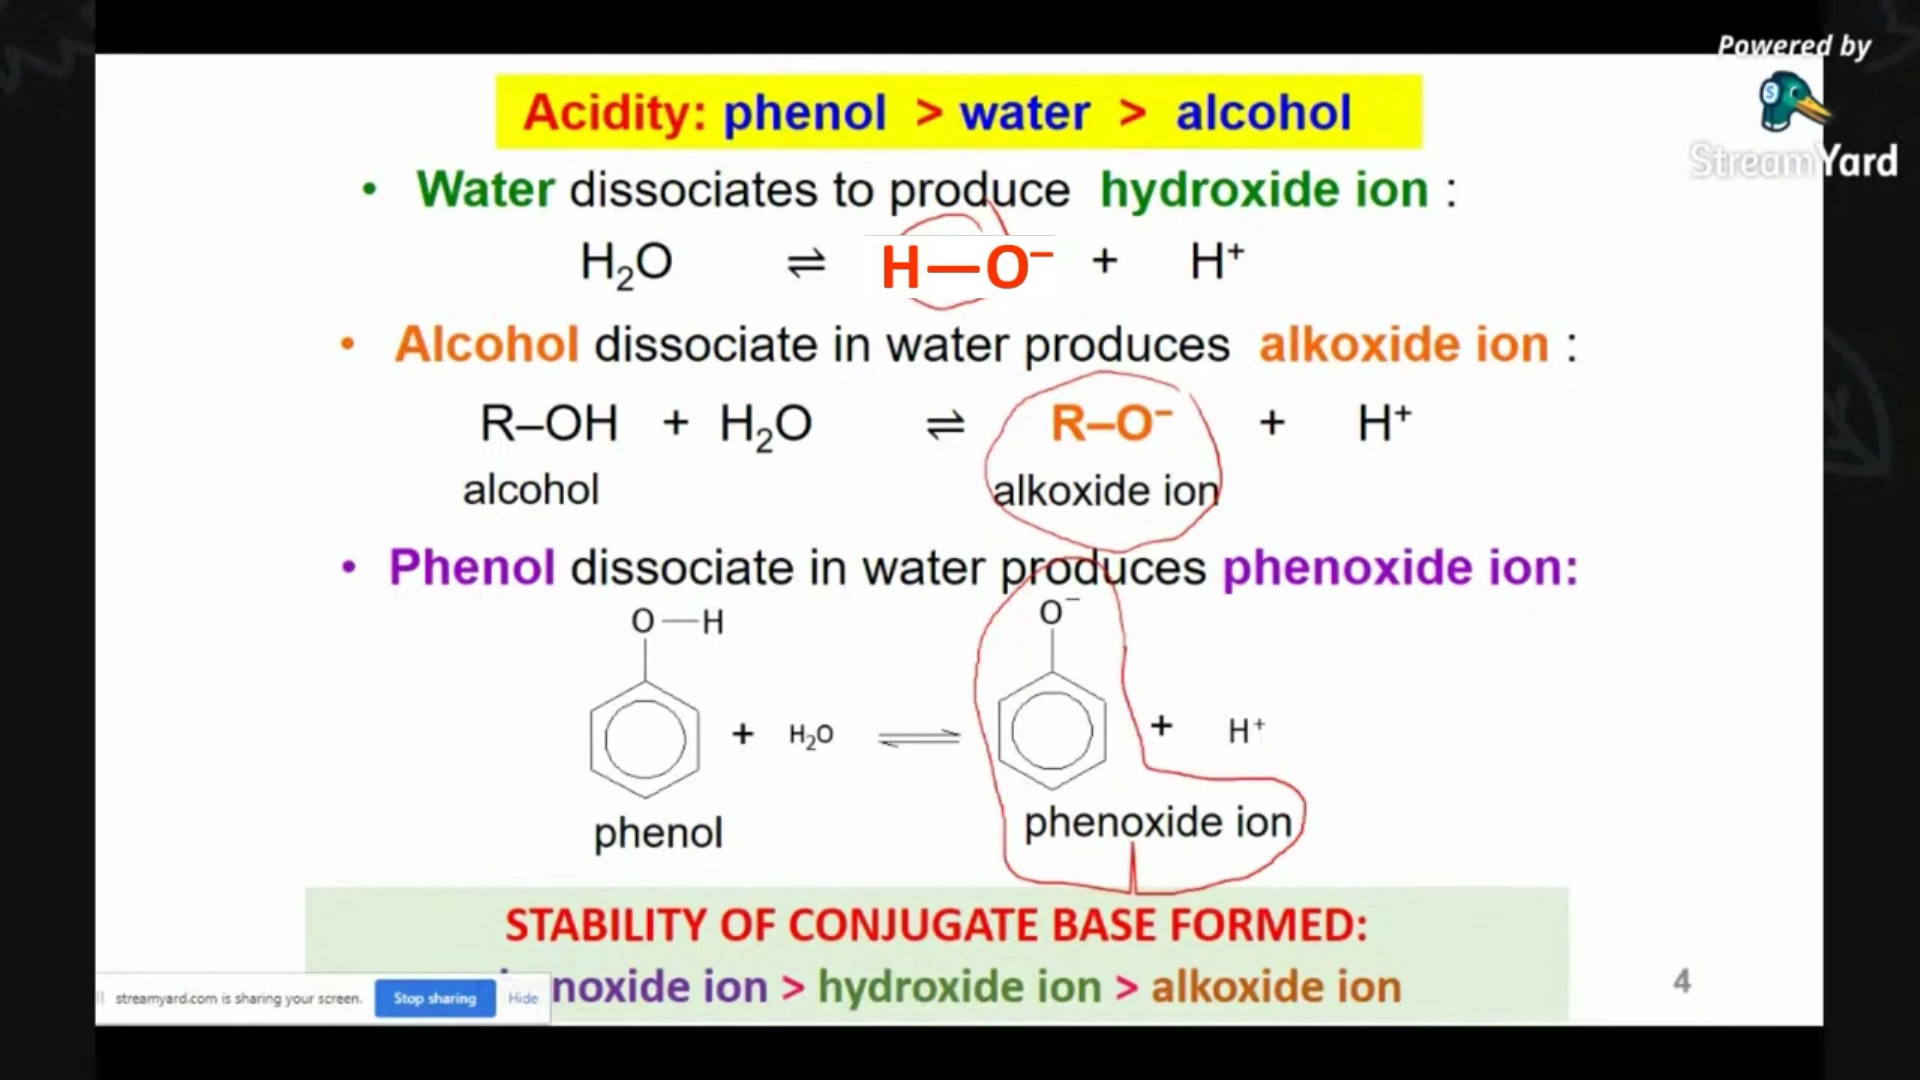 Powered by
StreamYard
Acidity: phenol > water > alcohol
• Water dissociates to produce hydroxide ion :
H₂O ⇌ H—O⁻ + H⁺
• Alcohol dissociate in water produces alkoxide ion :
R–OH + H₂O ⇌ R–O⁻ + H⁺
alcohol alkoxide ion
• Phenol dissociate in water produces phenoxide ion:
O—H O⁻
+ H₂O ⇌ + H⁺
phenol phenoxide ion
STABILITY OF CONJUGATE BASE FORMED:
noxide ion > hydroxide ion > alkoxide ion
4
streamyard.com is sharing your screen. Stop sharing Hide